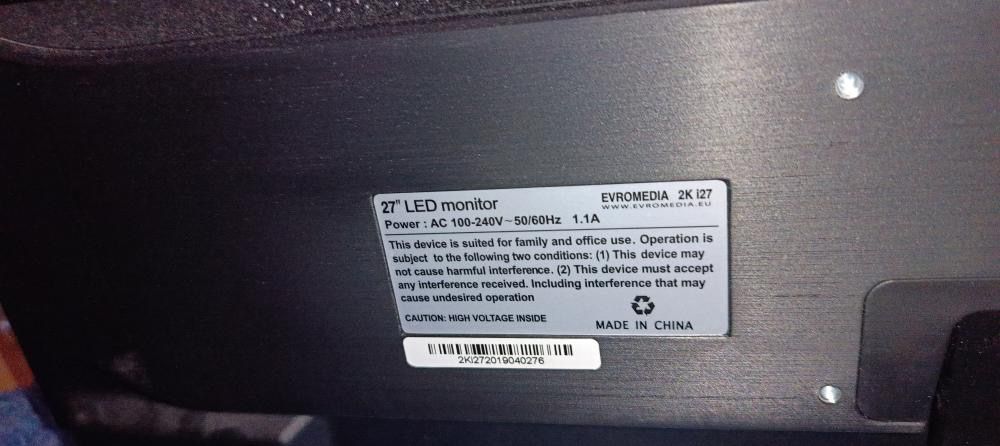 27" LED monitor
EVROMEDIA 2K i27
WWW.EVROMEDIA.EU
Power : AC 100-240V~50/60Hz 1.1A
This device is suited for family and office use. Operation is
subject to the following two conditions: (1) This device may
not cause harmful interference. (2) This device must accept
any interference received. Including interference that may
cause undesired operation
CAUTION: HIGH VOLTAGE INSIDE
MADE IN CHINA
2Ki272019040276